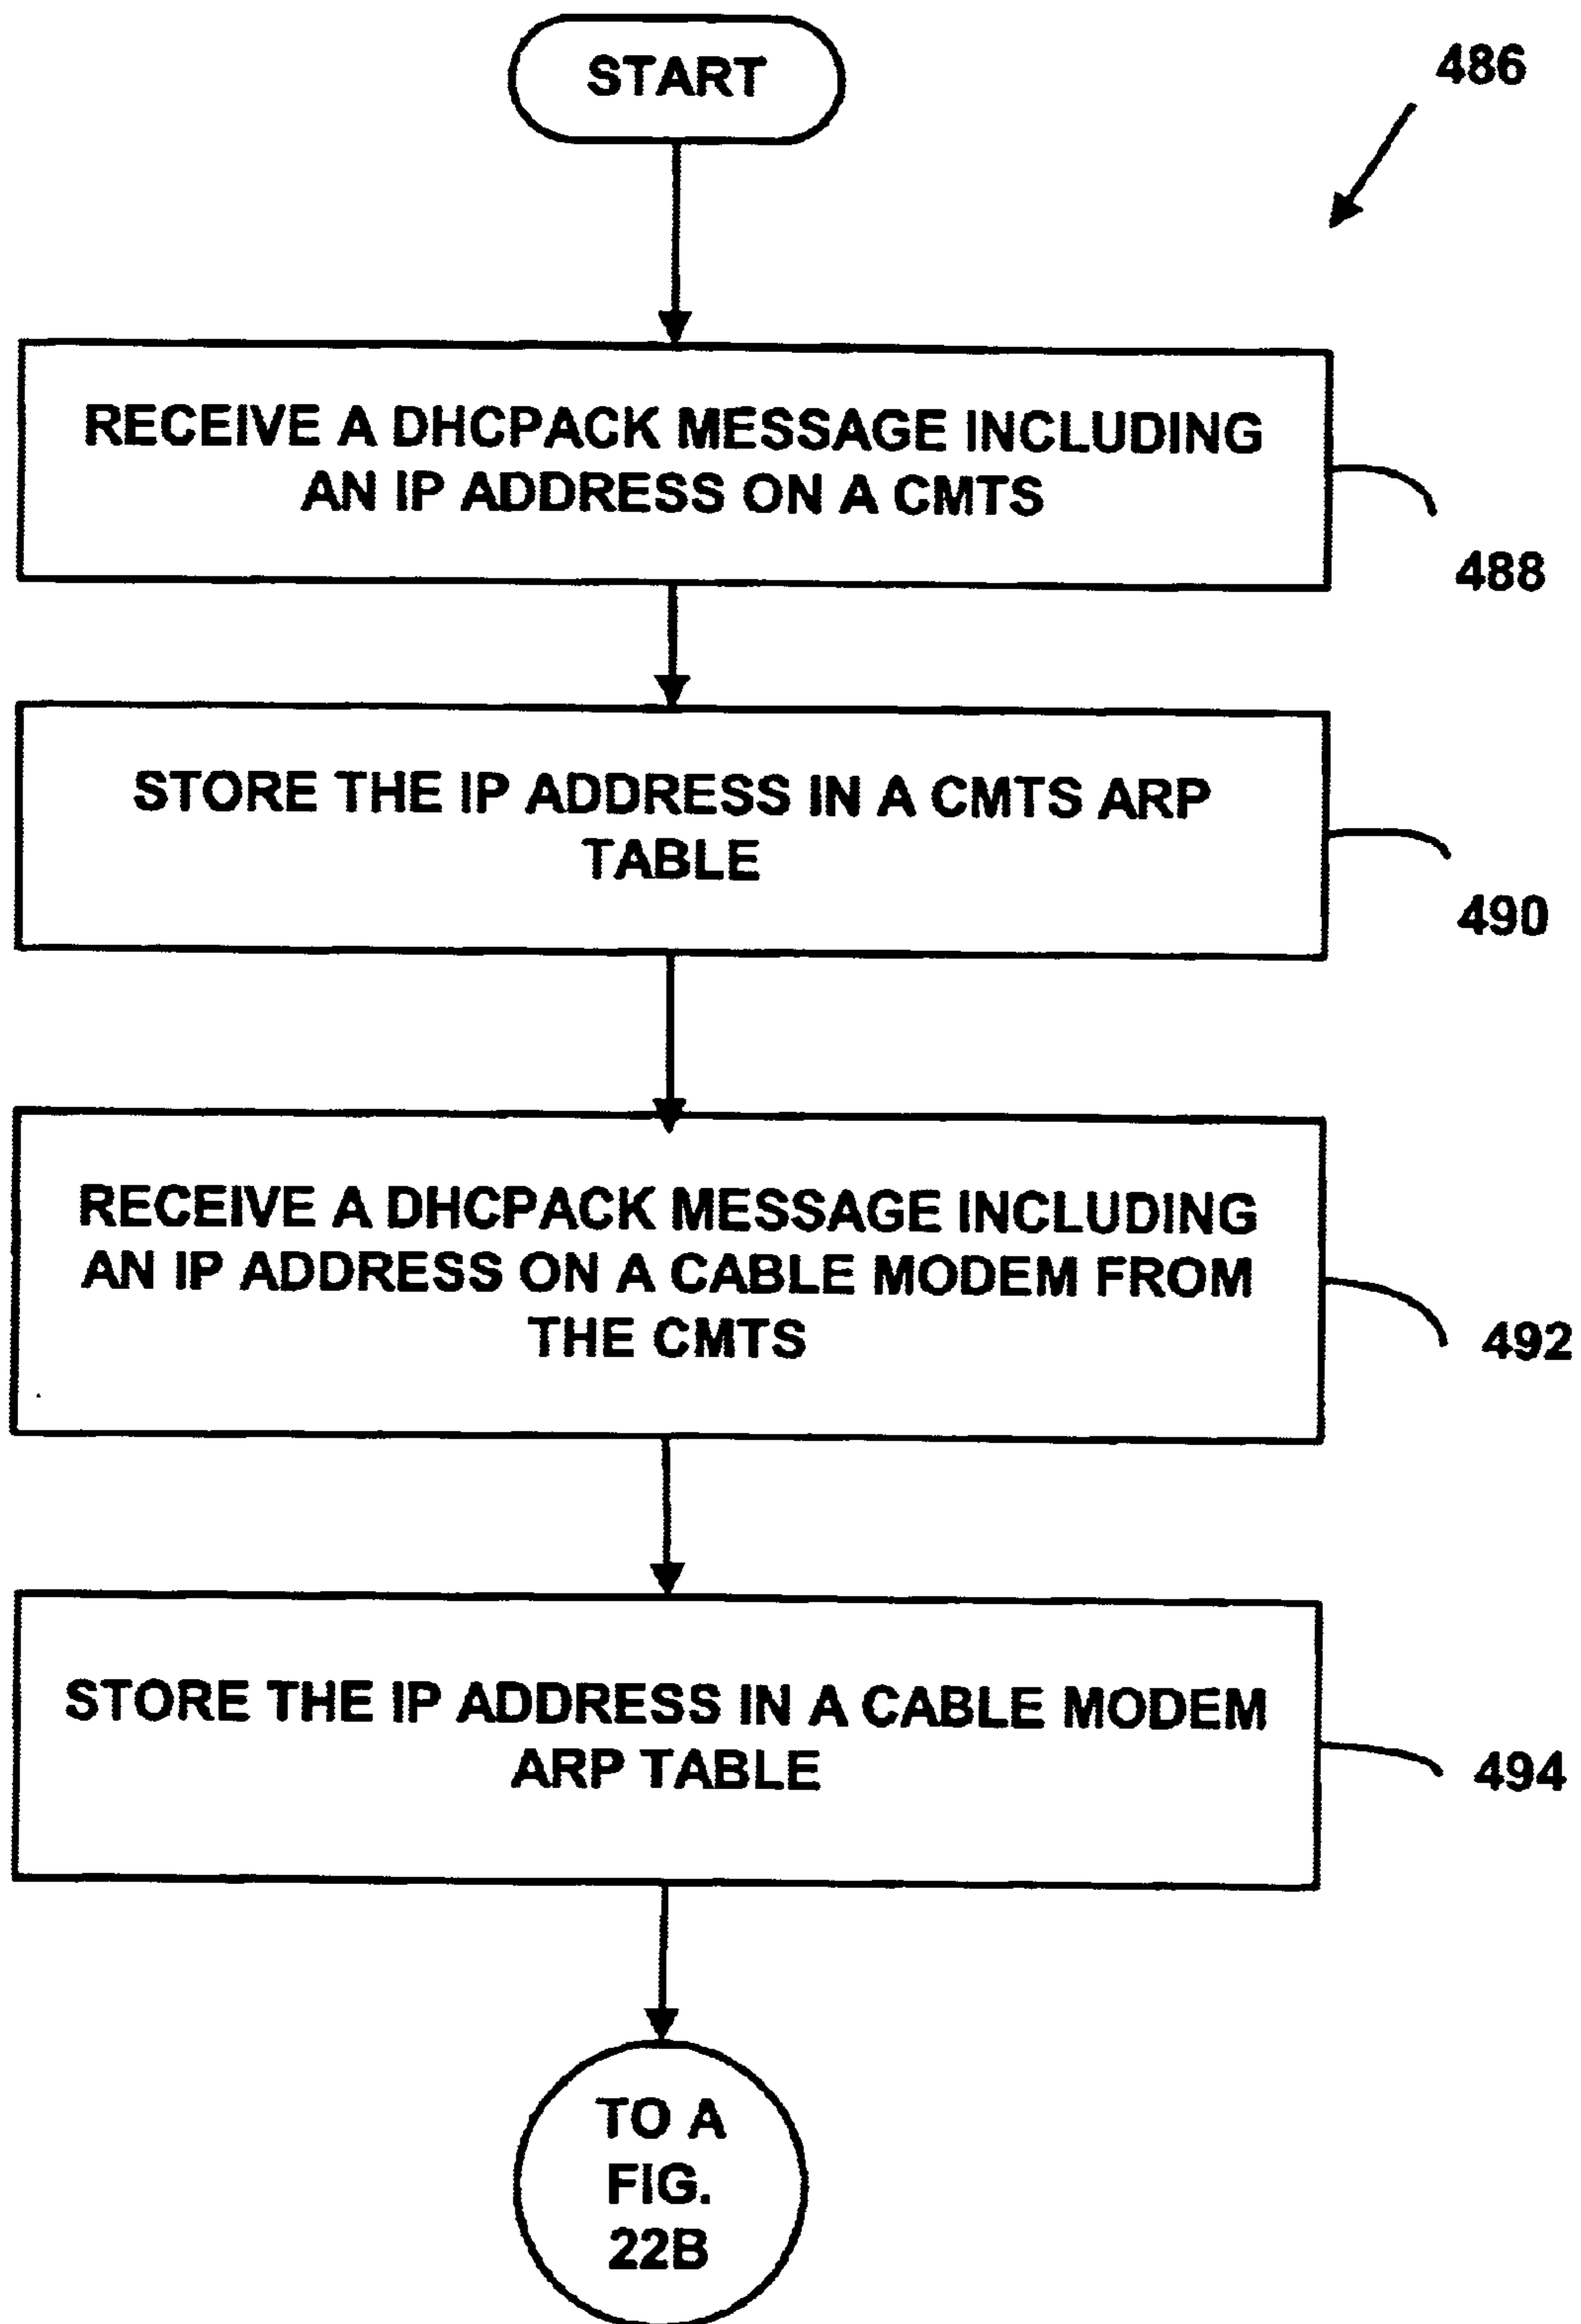 START
486
RECEIVE A DHCPACK MESSAGE INCLUDING
AN IP ADDRESS ON A CMTS
488
STORE THE IP ADDRESS IN A CMTS ARP
TABLE
490
RECEIVE A DHCPACK MESSAGE INCLUDING
AN IP ADDRESS ON A CABLE MODEM FROM
THE CMTS
492
STORE THE IP ADDRESS IN A CABLE MODEM
ARP TABLE
494
TO A
FIG.
22B